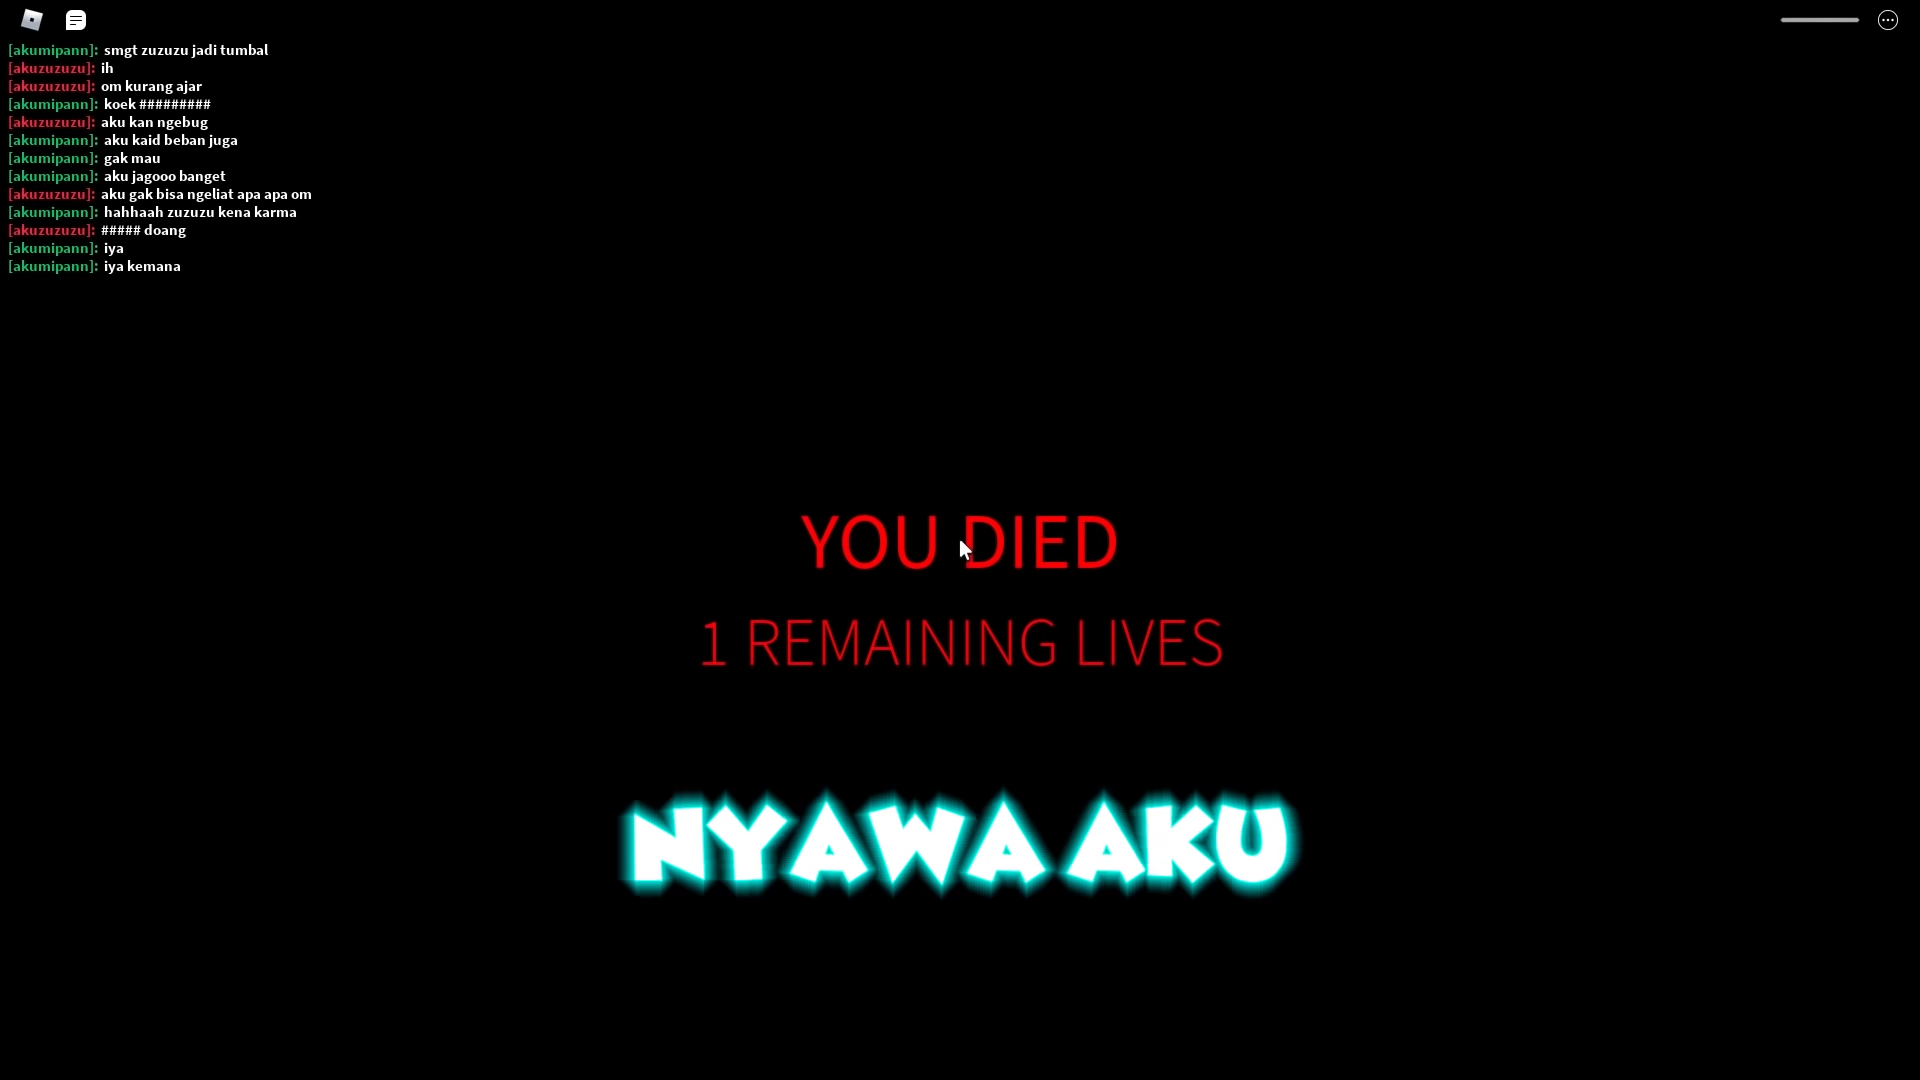 [akumipann]: smgt zuzuzu jadi tumbal
[akuzuzuzu]: ih
[akuzuzuzu]: om kurang ajar
[akumipann]: koek #########
[akuzuzuzu]: aku kan ngebug
[akumipann]: aku kaid beban juga
[akumipann]: gak mau
[akumipann]: aku jagooo banget
[akuzuzuzu]: aku gak bisa ngeliat apa apa om
[akumipann]: hahhaah zuzuzu kena karma
[akuzuzuzu]: ##### doang
[akumipann]: iya
[akumipann]: iya kemana
YOU DIED
1 REMAINING LIVES
NYAWA AKU